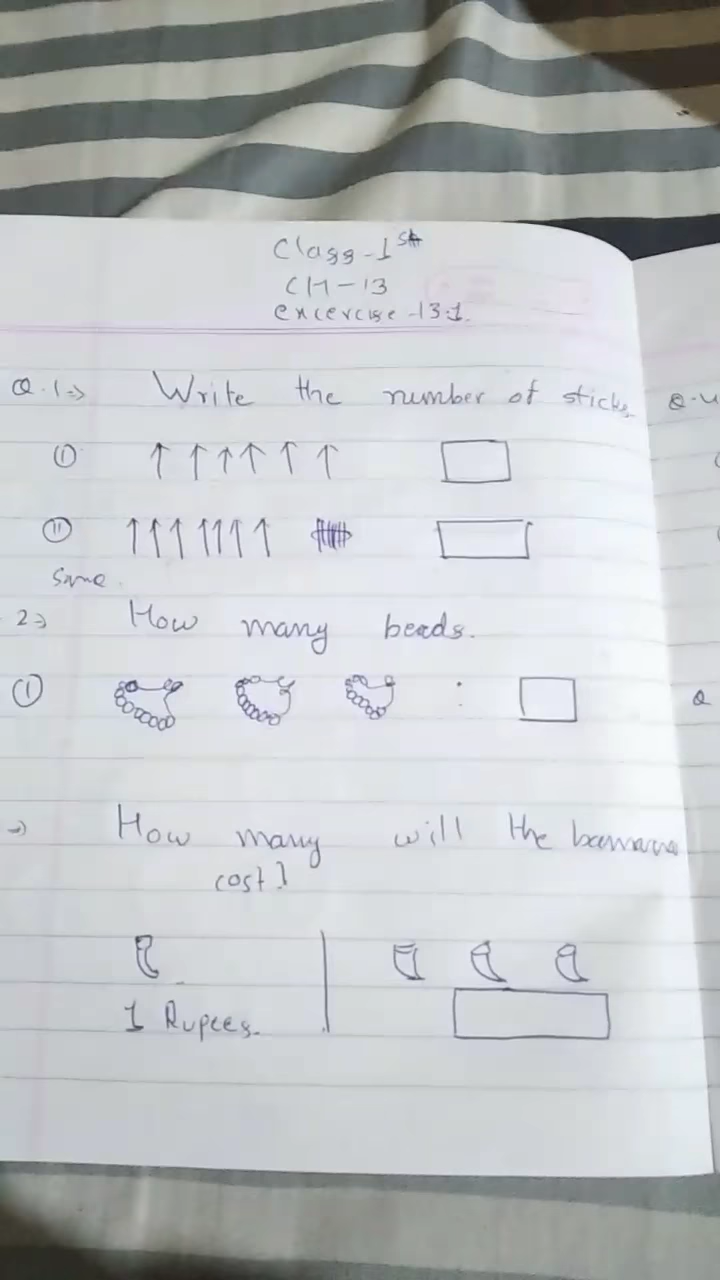 Class-1st
CH-13
excercise-13.1.
Q.1⇒ Write the number of sticks
(i)
(ii)
same.
2⇒ How many beads.
(i) :
⇒ How many will the banana
cost?
1 Rupees.
Q.4
Q